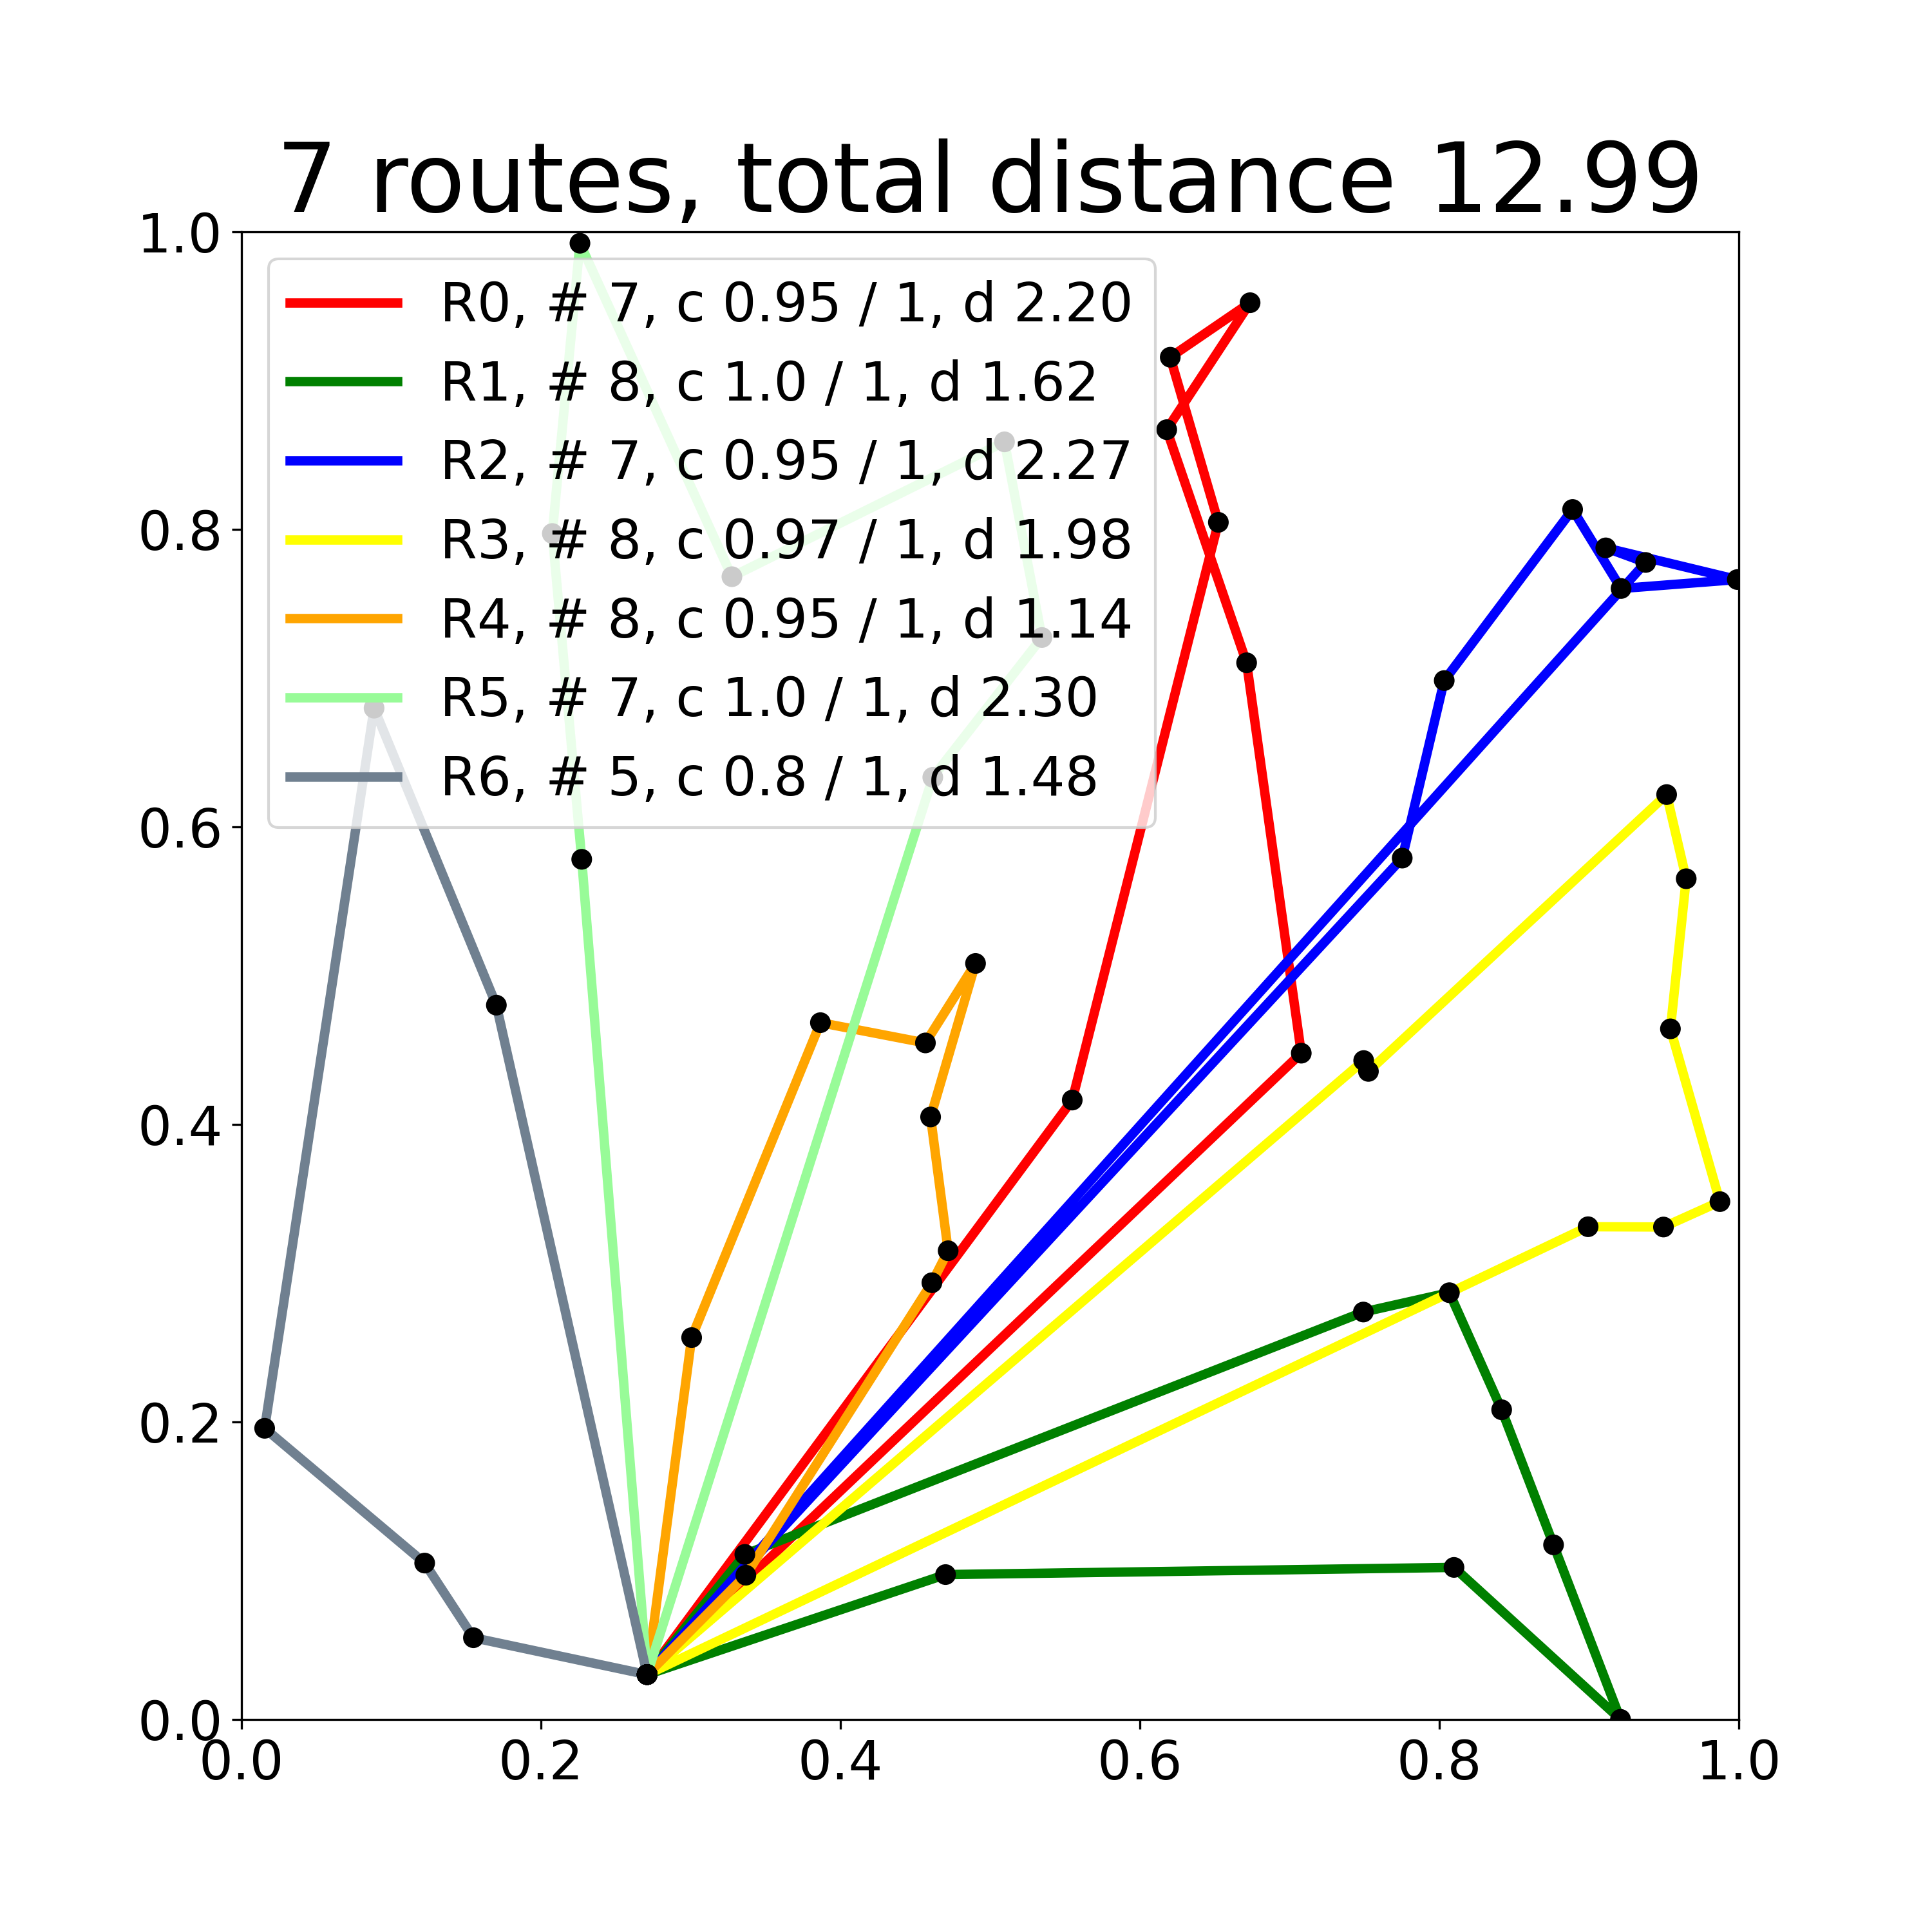 7 routes, total distance 12.99
1.0
0.8
0.6
0.4
0.2
0.0
R0, # 7, c 0.95 / 1, d 2.20
R1, # 8, c 1.0 / 1, d 1.62
R2, # 7, c 0.95 / 1, d 2.27
R3, # 8, c 0.97 / 1, d 1.98
R4, # 8, c 0.95 / 1, d 1.14
R5, # 7, c 1.0 / 1, d 2.30
R6, # 5, c 0.8 / 1, d 1.48
0.0 0.2 0.4 0.6 0.8 1.0